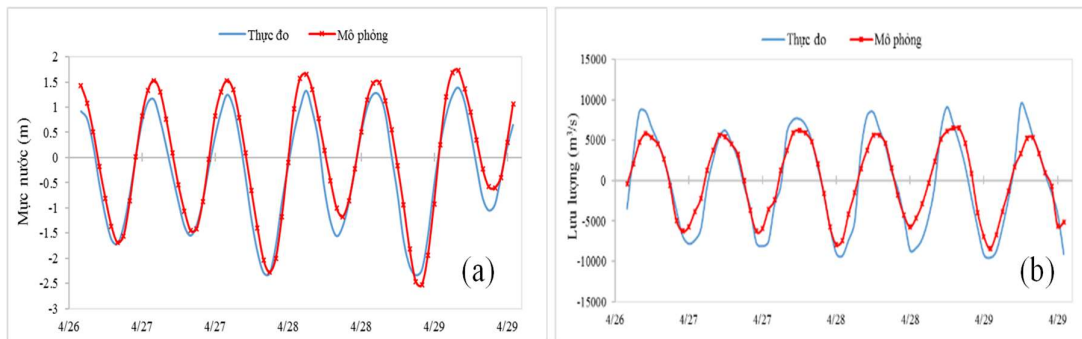 Thực đo Mô phỏng
Mực nước (m)
2
1.5
1
0.5
0
-0.5
-1
-1.5
-2
-2.5
-3
4/26 4/27 4/27 4/28 4/28 4/29 4/29
(a)
Thực đo Mô phỏng
Lưu lượng (m³/s)
15000
10000
5000
0
-5000
-10000
-15000
4/26 4/27 4/27 4/28 4/28 4/29 4/29
(b)